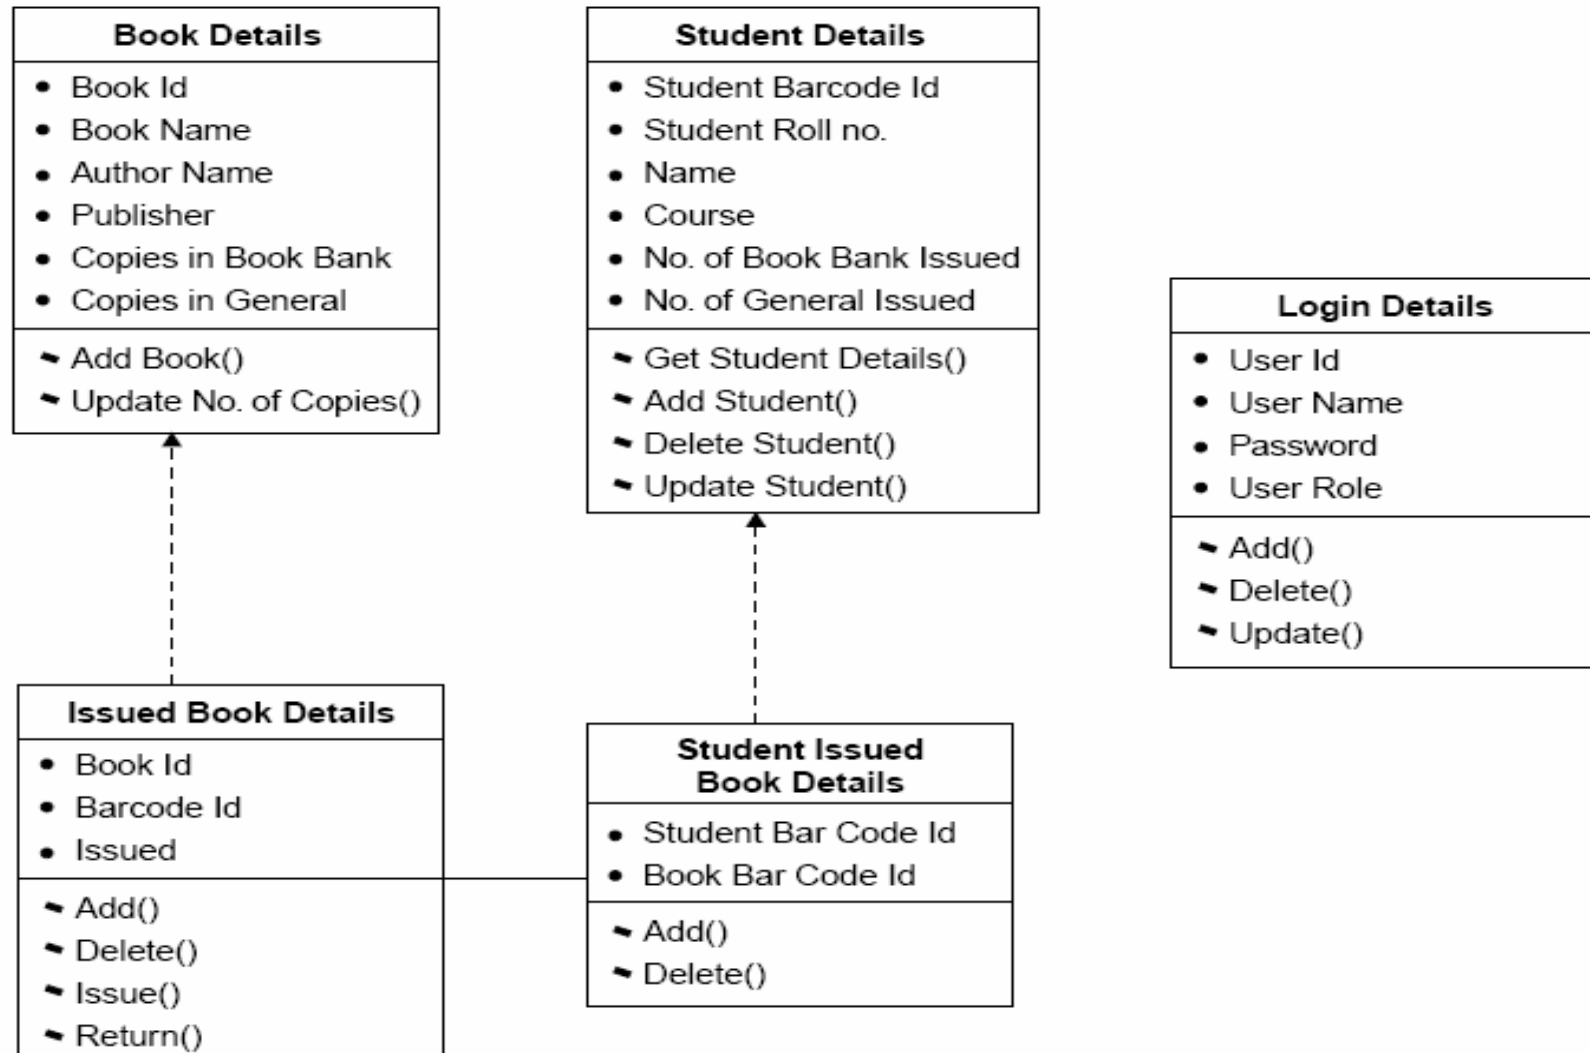 Book Details
Book Id
Book Name
Author Name
Publisher
Copies in Book Bank
Copies in General
Add Book()
Update No. of Copies()
Student Details
Student Barcode Id
Student Roll no.
Name
Course
No. of Book Bank Issued
No. of General Issued
Get Student Details()
Add Student()
Delete Student()
Update Student()
Login Details
User Id
User Name
Password
User Role
Add()
Delete()
Update()
Issued Book Details
Book Id
Barcode Id
Issued
Add()
Delete()
Issue()
Return()
Student Issued
Book Details
Student Bar Code Id
Book Bar Code Id
Add()
Delete()